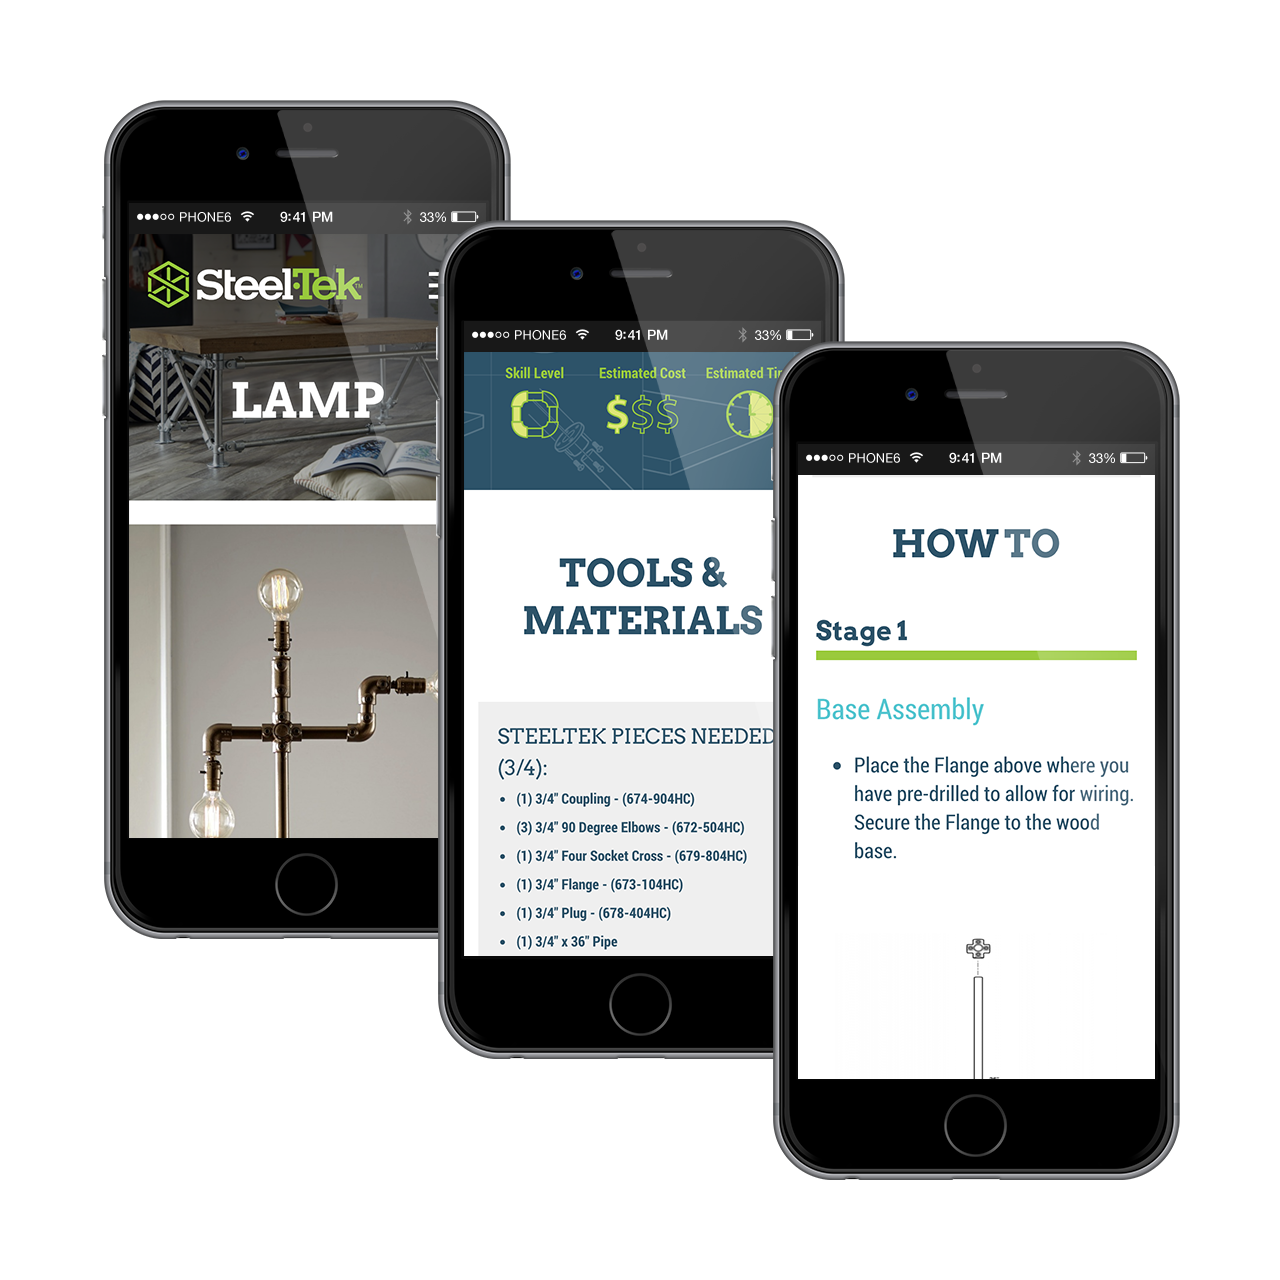 PHONE6 9:41 PM 33%
Steel·Tek™
LAMP
PHONE6 9:41 PM 33%
Skill Level Estimated Cost Estimated
$$$
TOOLS &
MATERIALS
STEELTEK PIECES NEEDED
(3/4):
• (1) 3/4" Coupling - (674-904HC)
• (3) 3/4" 90 Degree Elbows - (672-504HC)
• (1) 3/4" Four Socket Cross - (679-804HC)
• (1) 3/4" Flange - (673-104HC)
• (1) 3/4" Plug - (678-404HC)
• (1) 3/4" x 36" Pipe
PHONE6 9:41 PM 33%
HOW TO
Stage 1
Base Assembly
• Place the Flange above where you
have pre-drilled to allow for wiring.
Secure the Flange to the wood
base.